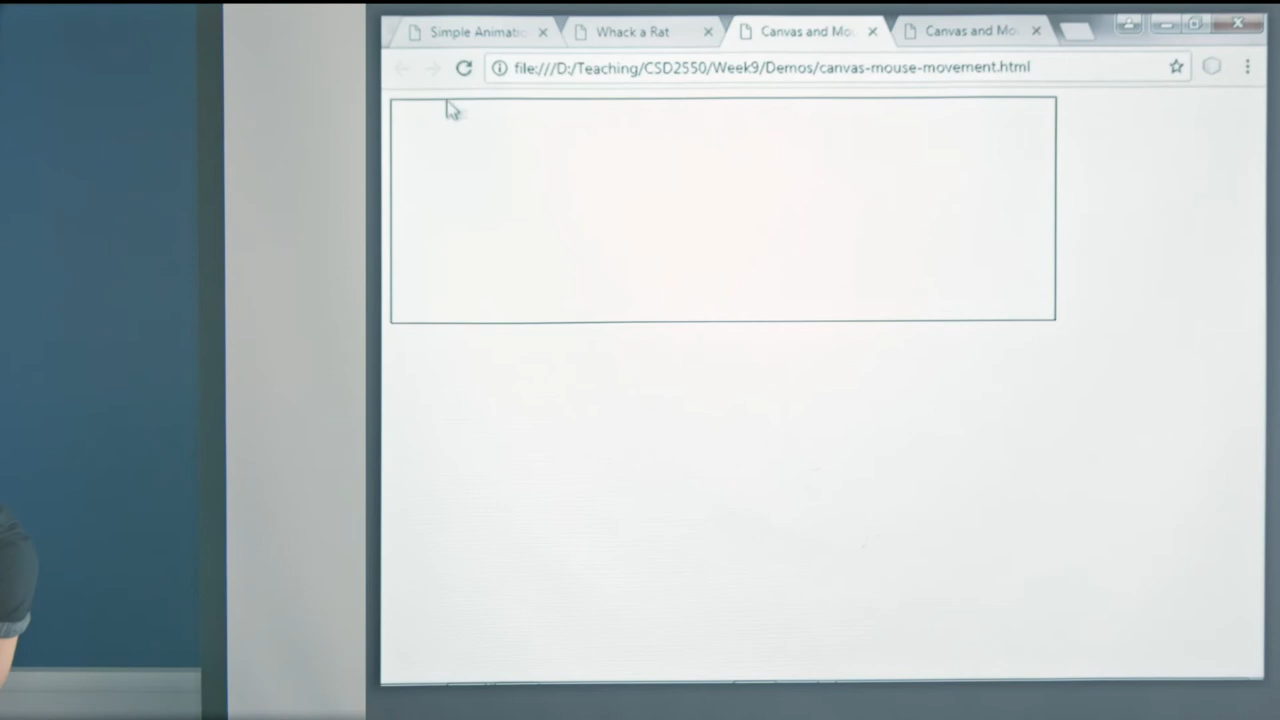 Simple Animatio
Whack a Rat
Canvas and Mo
Canvas and Mo
file:///D:/Teaching/CSD2550/Week9/Demos/canvas-mouse-movement.html